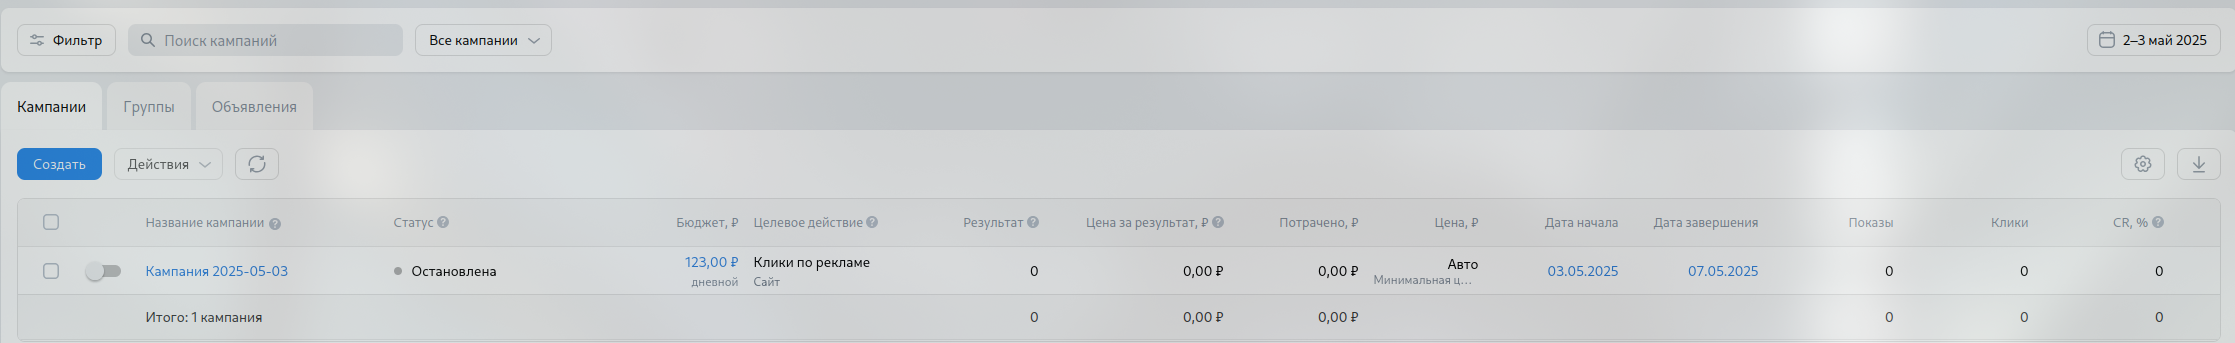 Фильтр Поиск кампаний Все кампании 2–3 май 2025
Кампании Группы Объявления
Создать Действия
Название кампании Статус Бюджет, ₽ Целевое действие Результат Цена за результат, ₽ Потрачено, ₽ Цена, ₽ Дата начала Дата завершения Показы Клики CR, %
Кампания 2025-05-03 Остановлена 123,00 ₽ Клики по рекламе 0 0,00 ₽ 0,00 ₽ Авто 03.05.2025 07.05.2025 0 0 0
дневной Сайт Минимальная ц...
Итого: 1 кампания 0 0,00 ₽ 0,00 ₽ 0 0 0